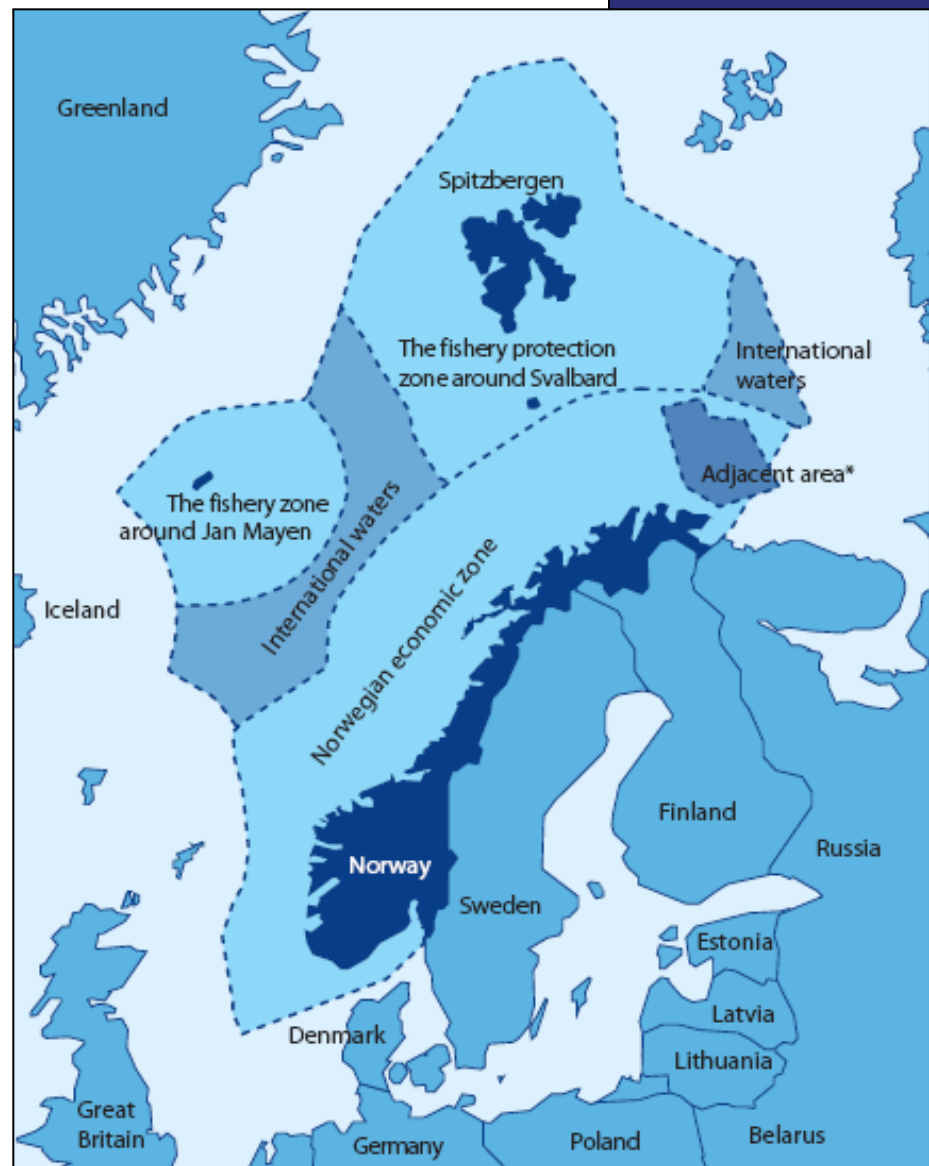 Greenland
Spitzbergen
The fishery protection
zone around Svalbard
International
waters
Adjacent area*
The fishery zone
around Jan Mayen
International waters
Iceland
Norwegian economic zone
Finland
Russia
Norway
Sweden
Estonia
Latvia
Denmark
Lithuania
Great
Britain
Germany
Poland
Belarus